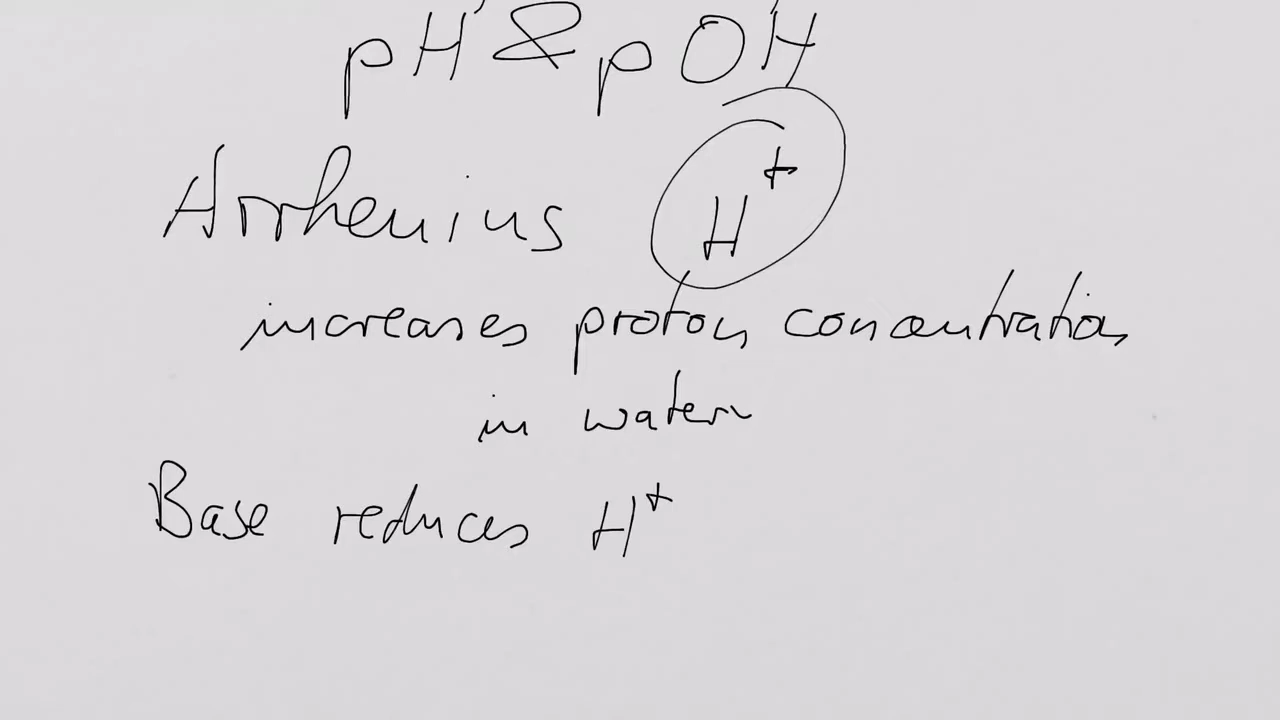 pH & pOH
Arrhenius H⁺
increases proton concentration
in water
Base reduces H⁺